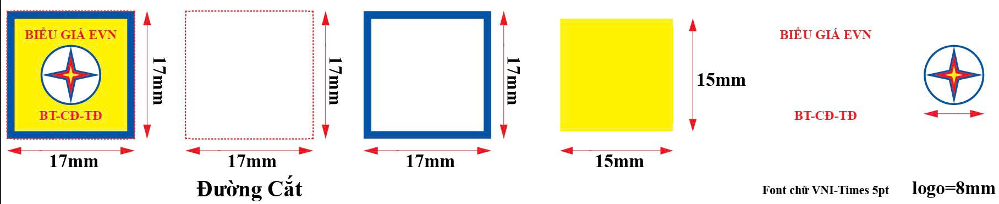 BIỂU GIÁ EVN
BT-CĐ-TĐ
17mm
17mm
17mm
17mm
Đường Cắt
17mm
17mm
15mm
15mm
BIỂU GIÁ EVN
BT-CĐ-TĐ
Font chữ VNI-Times 5pt
logo=8mm